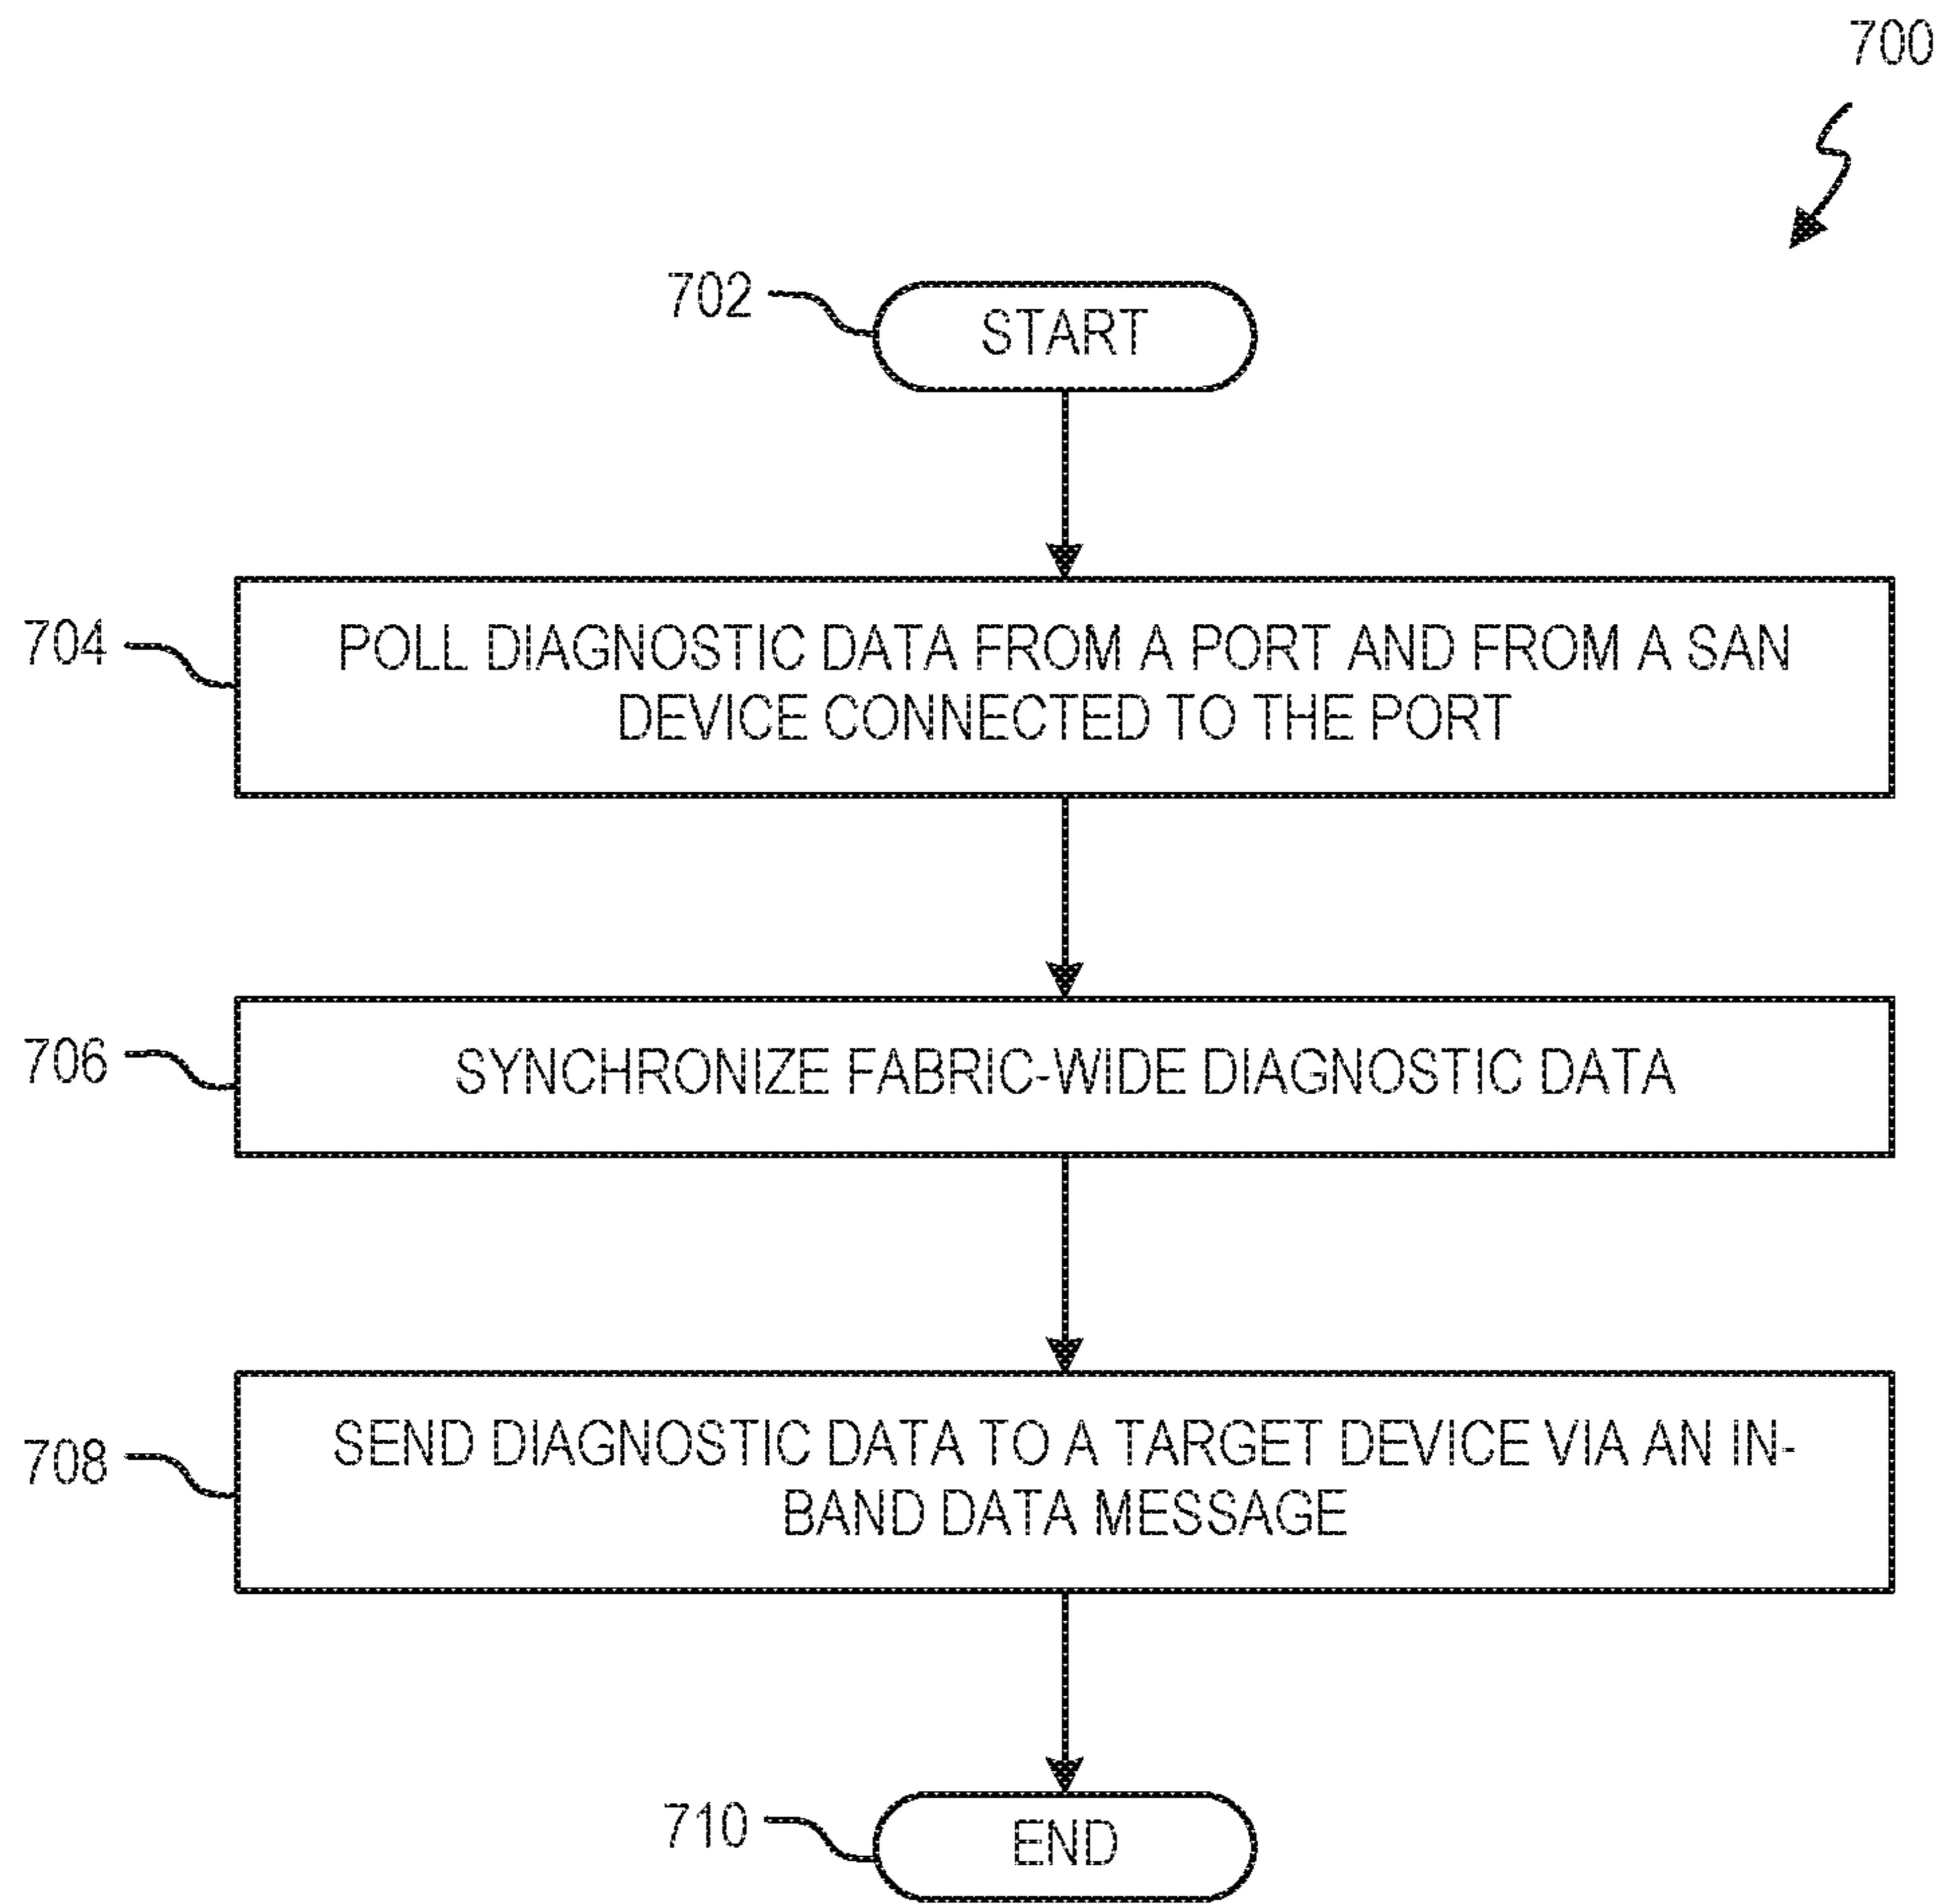 700
702
START
704
POLL DIAGNOSTIC DATA FROM A PORT AND FROM A SAN
DEVICE CONNECTED TO THE PORT
706
SYNCHRONIZE FABRIC-WIDE DIAGNOSTIC DATA
708
SEND DIAGNOSTIC DATA TO A TARGET DEVICE VIA AN IN-
BAND DATA MESSAGE
710
END